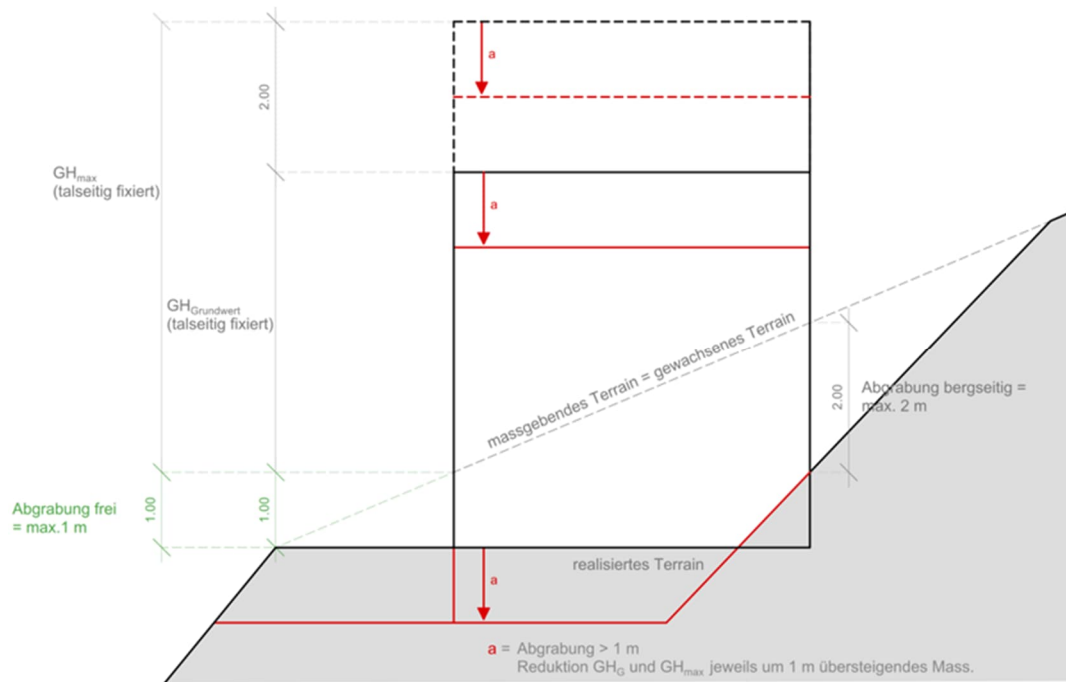 a
2.00
GHmax
(talseitig fixiert)
a
GHGrundwert
(talseitig fixiert)
massgebendes Terrain = gewachsenes Terrain
2.00
Abgrabung bergseitig =
max. 2 m
Abgrabung frei
= max.1 m
1.00
1.00
realisiertes Terrain
a
a = Abgrabung > 1 m
Reduktion GHG und GHmax jeweils um 1 m übersteigendes Mass.